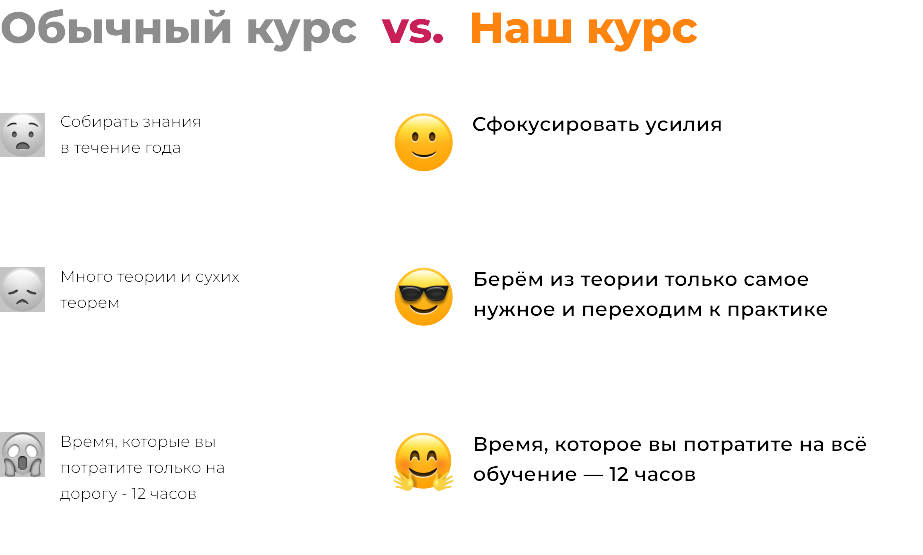 Обычный курс vs. Наш курс
Собирать знания
в течение года
Сфокусировать усилия
Много теории и сухих
теорем
Берём из теории только самое
нужное и переходим к практике
Время, которые вы
потратите только на
дорогу - 12 часов
Время, которое вы потратите на всё
обучение — 12 часов